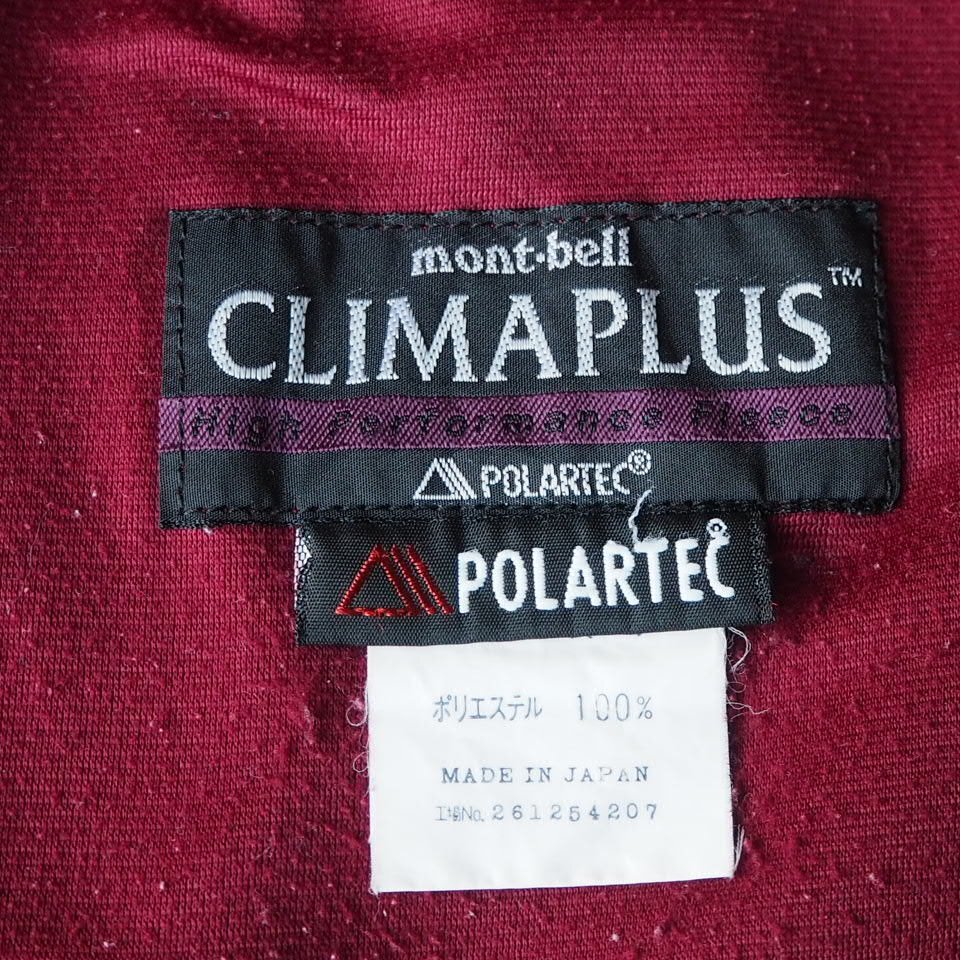 mont-bell
CLIMAPLUS™
High Performance Fleece
POLARTEC®
POLARTEC®
ポリエステル 100%
MADE IN JAPAN
工場No. 261254207